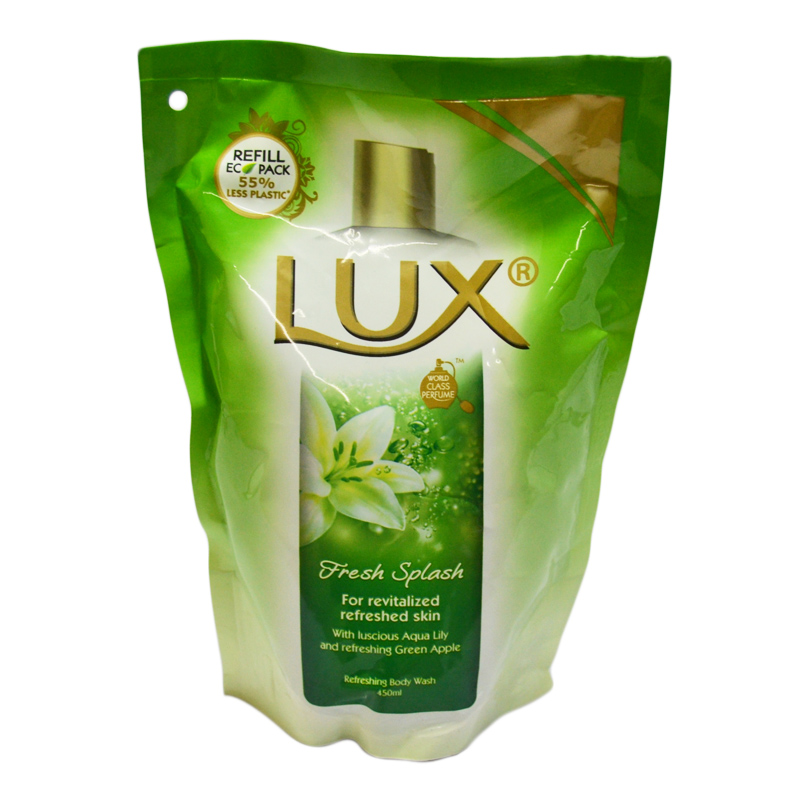 REFILL
ECO PACK
55%
LESS PLASTIC*
LUX®
WORLD
CLASS
PERFUME™
Fresh Splash
For revitalized
refreshed skin
With luscious Aqua Lily
and refreshing Green Apple
Refreshing Body Wash
450ml